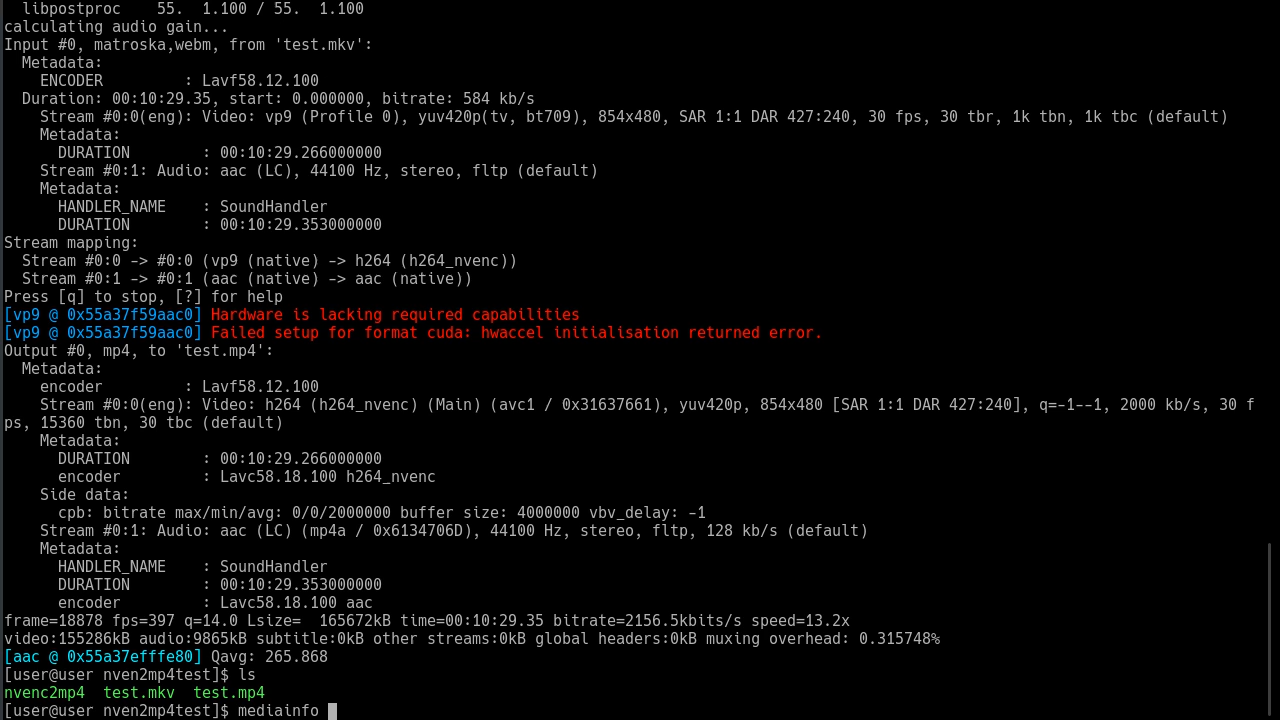 libpostproc    55.  1.100 / 55.  1.100
calculating audio gain...
Input #0, matroska,webm, from 'test.mkv':
  Metadata:
    ENCODER         : Lavf58.12.100
  Duration: 00:10:29.35, start: 0.000000, bitrate: 584 kb/s
    Stream #0:0(eng): Video: vp9 (Profile 0), yuv420p(tv, bt709), 854x480, SAR 1:1 DAR 427:240, 30 fps, 30 tbr, 1k tbn, 1k tbc (default)
    Metadata:
      DURATION        : 00:10:29.266000000
    Stream #0:1: Audio: aac (LC), 44100 Hz, stereo, fltp (default)
    Metadata:
      HANDLER_NAME    : SoundHandler
      DURATION        : 00:10:29.353000000
Stream mapping:
  Stream #0:0 -> #0:0 (vp9 (native) -> h264 (h264_nvenc))
  Stream #0:1 -> #0:1 (aac (native) -> aac (native))
Press [q] to stop, [?] for help
[vp9 @ 0x55a37f59aac0] Hardware is lacking required capabilities
[vp9 @ 0x55a37f59aac0] Failed setup for format cuda: hwaccel initialisation returned error.
Output #0, mp4, to 'test.mp4':
  Metadata:
    encoder         : Lavf58.12.100
    Stream #0:0(eng): Video: h264 (h264_nvenc) (Main) (avc1 / 0x31637661), yuv420p, 854x480 [SAR 1:1 DAR 427:240], q=-1--1, 2000 kb/s, 30 f
ps, 15360 tbn, 30 tbc (default)
    Metadata:
      DURATION        : 00:10:29.266000000
      encoder         : Lavc58.18.100 h264_nvenc
    Side data:
      cpb: bitrate max/min/avg: 0/0/2000000 buffer size: 4000000 vbv_delay: -1
    Stream #0:1: Audio: aac (LC) (mp4a / 0x6134706D), 44100 Hz, stereo, fltp, 128 kb/s (default)
    Metadata:
      HANDLER_NAME    : SoundHandler
      DURATION        : 00:10:29.353000000
      encoder         : Lavc58.18.100 aac
frame=18878 fps=397 q=14.0 Lsize=  165672kB time=00:10:29.35 bitrate=2156.5kbits/s speed=13.2x
video:155286kB audio:9865kB subtitle:0kB other streams:0kB global headers:0kB muxing overhead: 0.315748%
[aac @ 0x55a37efffe80] Qavg: 265.868
[user@user nven2mp4test]$ ls
nvenc2mp4  test.mkv  test.mp4
[user@user nven2mp4test]$ mediainfo